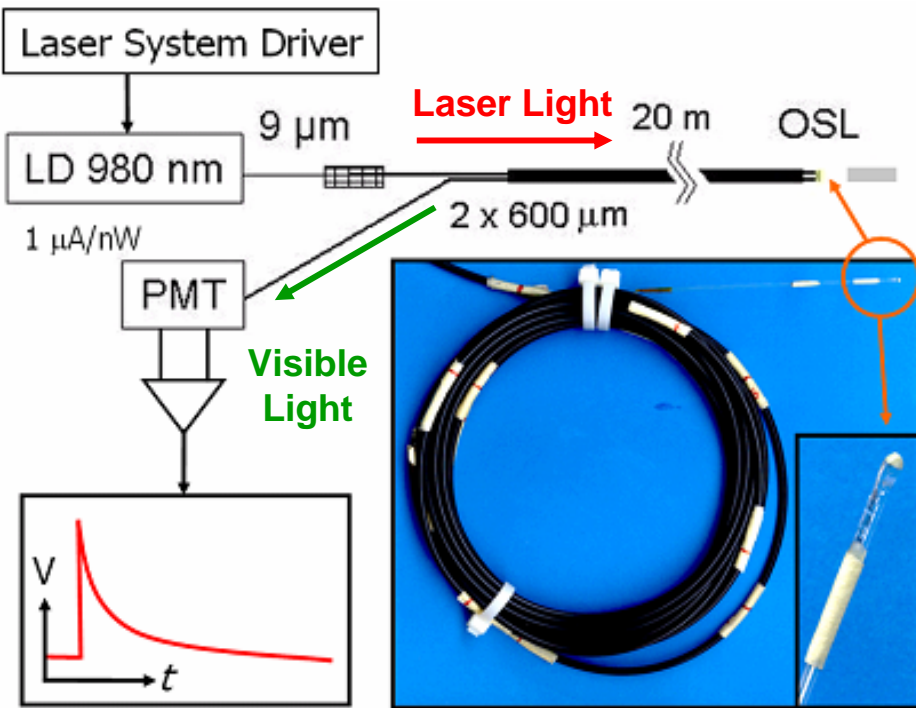 Laser System Driver
Laser Light
9 μm
20 m
OSL
LD 980 nm
2 x 600 μm
1 μA/nW
PMT
Visible
Light
V
t